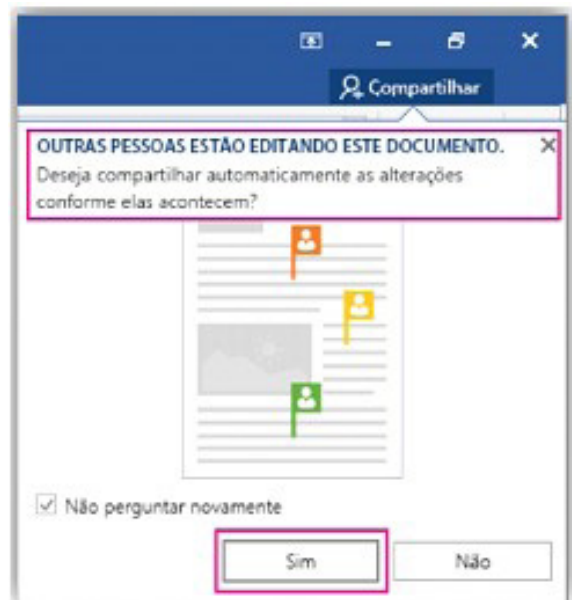 Compartilhar
OUTRAS PESSOAS ESTÃO EDITANDO ESTE DOCUMENTO.
Deseja compartilhar automaticamente as alterações
conforme elas acontecem?
Não perguntar novamente
Sim Não